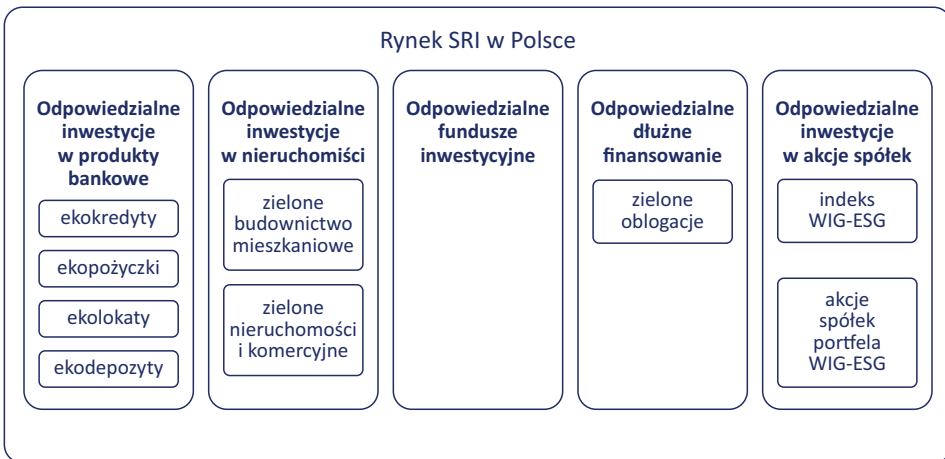 Rynek SRI w Polsce
Odpowiedzialne
inwestycje
w produkty
bankowe
ekokredyty
ekopożyczki
ekolokaty
ekodepozyty
Odpowiedzialne
inwestycje
w nieruchomiści
zielone
budownictwo
mieszkaniowe
zielone
nieruchomości
i komercyjne
Odpowiedzialne
fundusze
inwestycyjne
Odpowiedzialne
dłużne
finansowanie
zielone
oblogacje
Odpowiedzialne
inwestycje
w akcje spółek
indeks
WIG-ESG
akcje
spółek
portfela
WIG-ESG